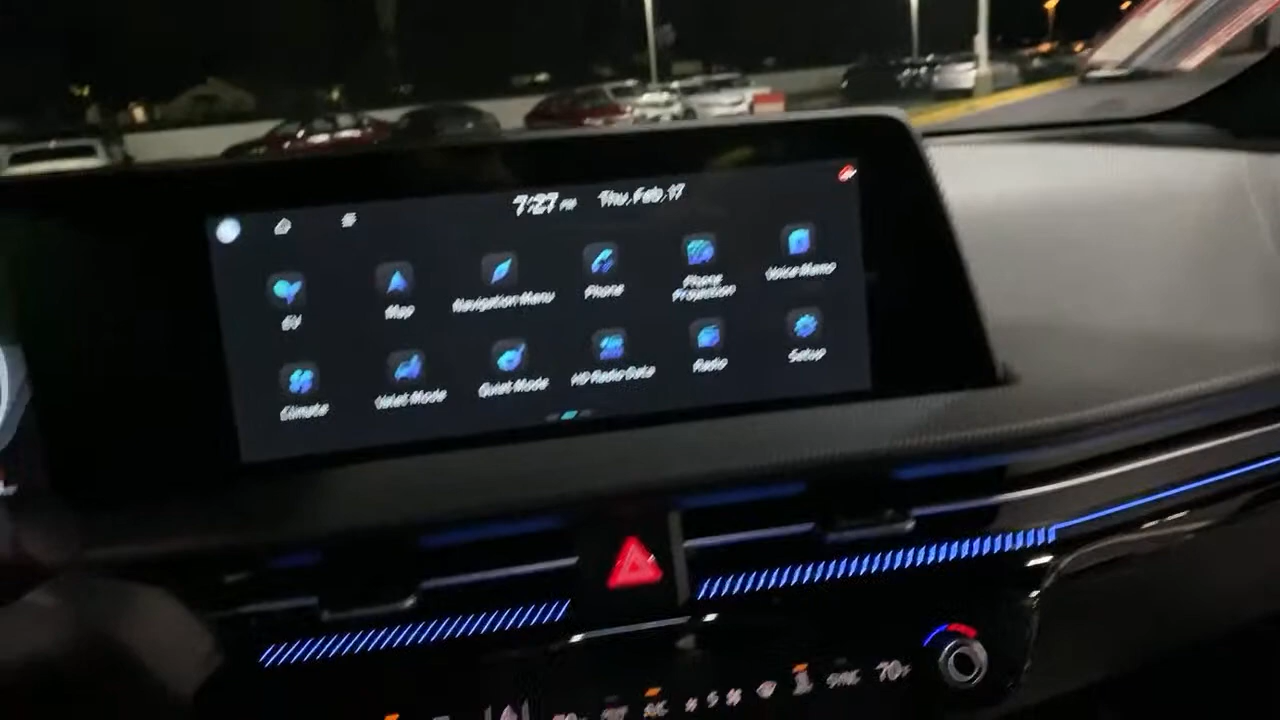 7:27 PM Thu, Feb. 17
EV
Map
Navigation Menu
Phone
Phone
Projection
Voice Memo
Climate
Valet Mode
Quiet Mode
HD Radio Data
Radio
Setup
SYNC 70°F